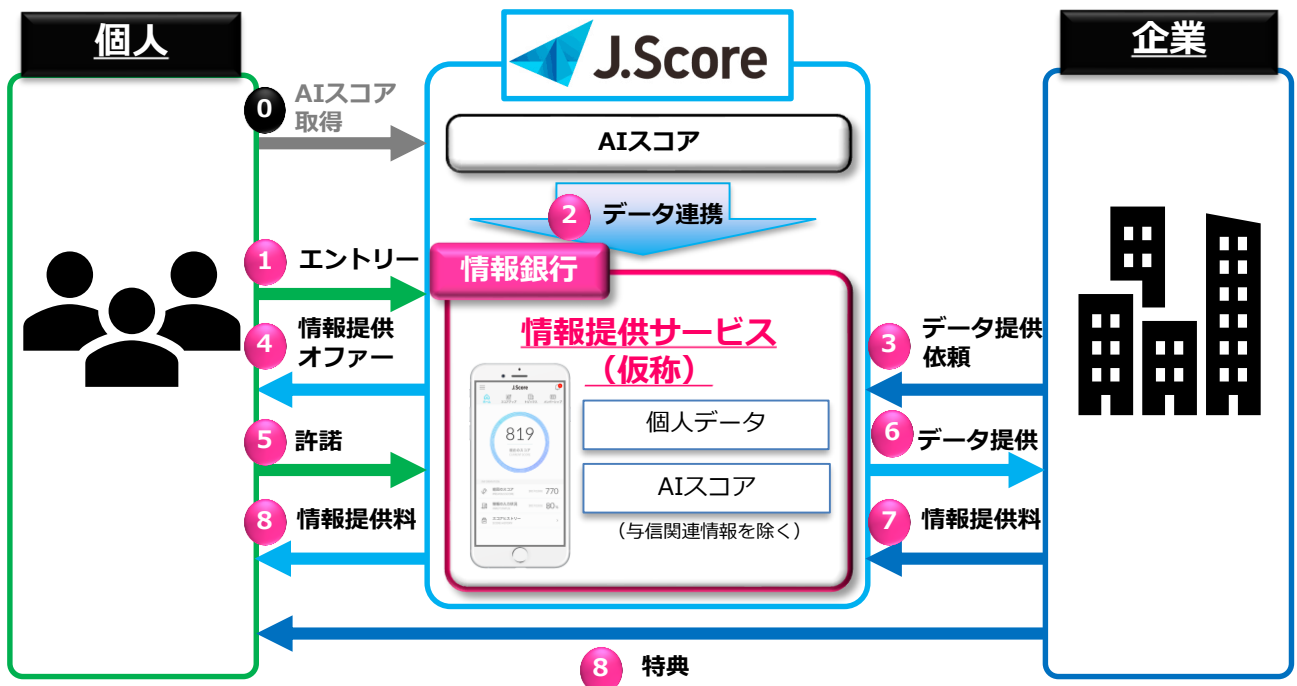 個人
J.Score
企業
0
AIスコア
取得
AIスコア
2
データ連携
1
エントリー
情報銀行
4
情報提供
オファー
情報提供サービス
（仮称）
3
データ提供
依頼
J.Score
819
個人データ
5
許諾
6
データ提供
AIスコア
770
80
8
情報提供料
（与信関連情報を除く）
7
情報提供料
8
特典